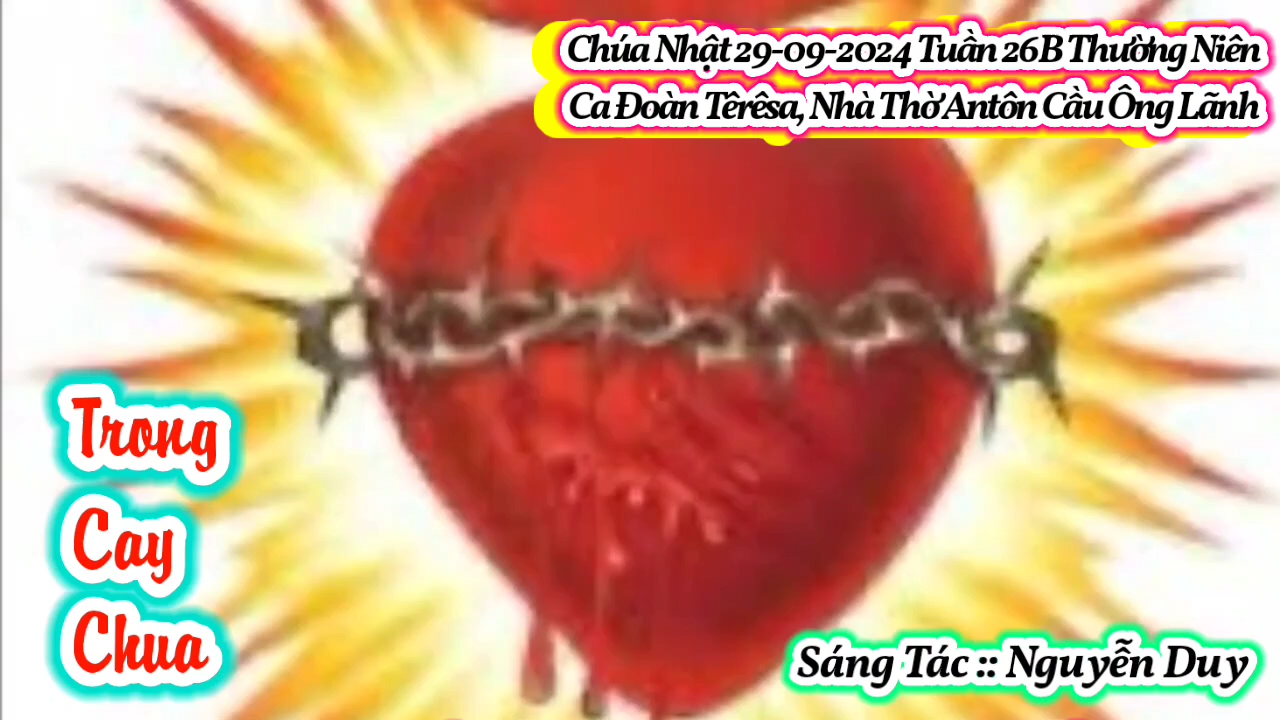 Chúa Nhật 29-09-2024 Tuần 26B Thường Niên
Ca Đoàn Têrêsa, Nhà Thờ Antôn Cầu Ông Lãnh
Trong
Cay
Chua
Sáng Tác :: Nguyễn Duy